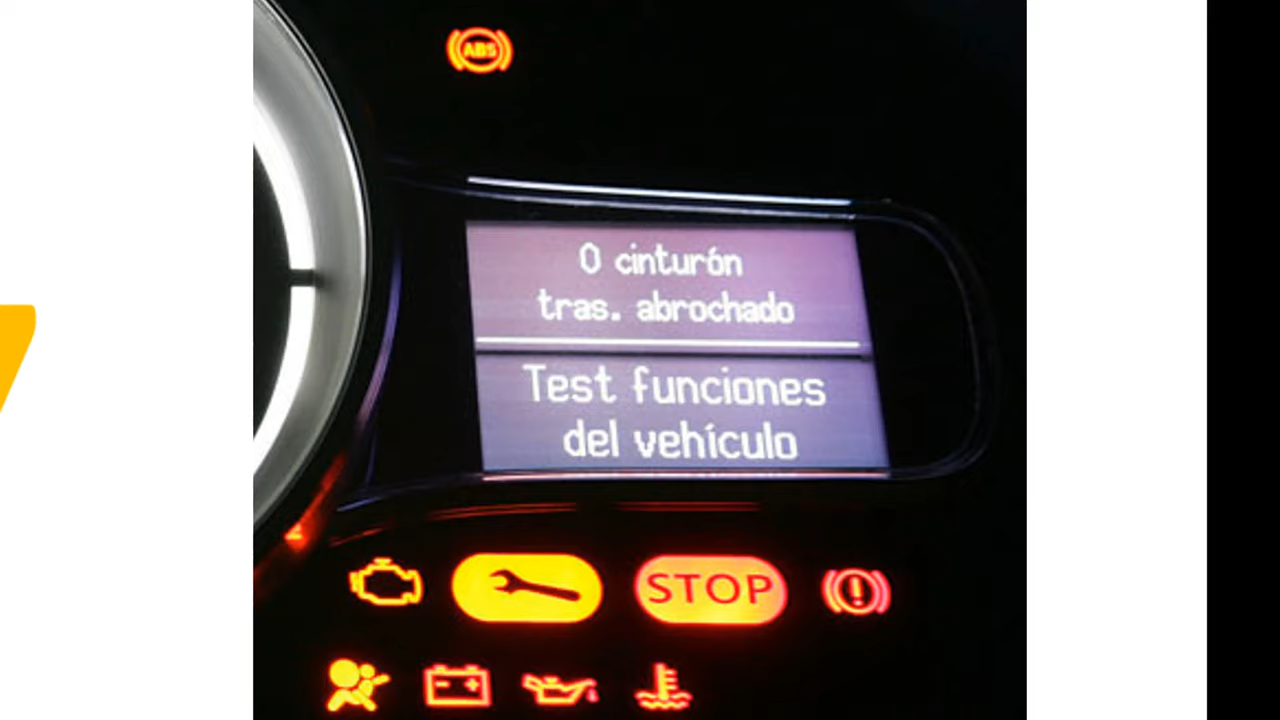 ABS
0 cinturón
tras. abrochado
Test funciones
del vehículo
STOP